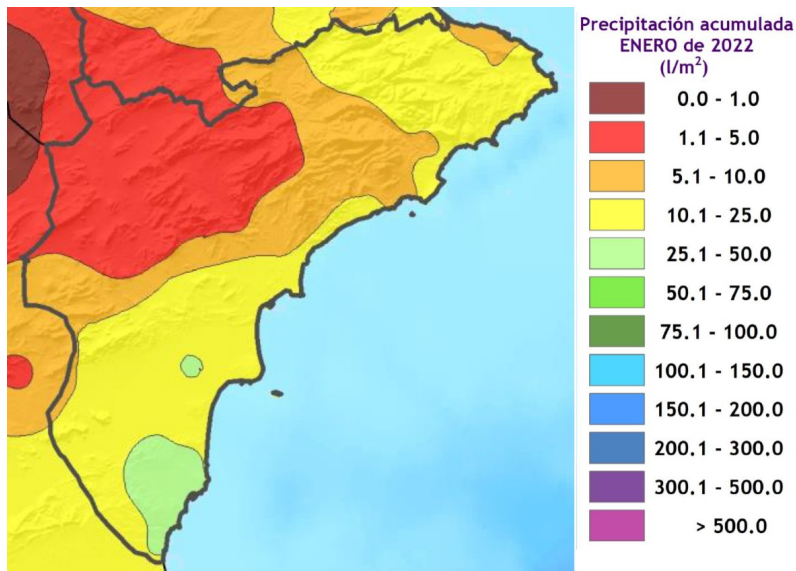 Precipitación acumulada
ENERO de 2022
(l/m²)
0.0 - 1.0
1.1 - 5.0
5.1 - 10.0
10.1 - 25.0
25.1 - 50.0
50.1 - 75.0
75.1 - 100.0
100.1 - 150.0
150.1 - 200.0
200.1 - 300.0
300.1 - 500.0
> 500.0